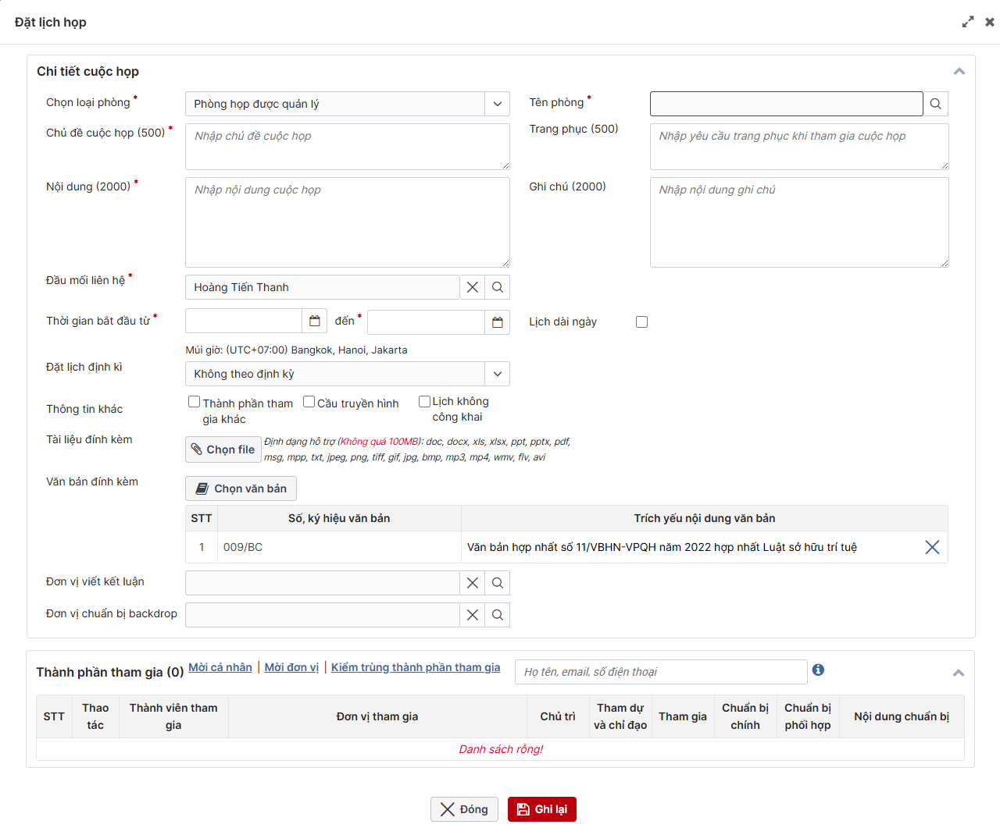 Đặt lịch họp
Chi tiết cuộc họp
Chọn loại phòng *
Phòng họp được quản lý
Tên phòng *
Chủ đề cuộc họp (500) *
Nhập chủ đề cuộc họp
Trang phục (500)
Nhập yêu cầu trang phục khi tham gia cuộc họp
Nội dung (2000) *
Nhập nội dung cuộc họp
Ghi chú (2000)
Nhập nội dung ghi chú
Đầu mối liên hệ *
Hoàng Tiến Thanh
Thời gian bắt đầu từ *
đến *
Lịch dài ngày
Múi giờ: (UTC+07:00) Bangkok, Hanoi, Jakarta
Đặt lịch định kì
Không theo định kỳ
Thông tin khác
Thành phần tham
gia khác
Cầu truyền hình
Lịch không
công khai
Tài liệu đính kèm
Chọn file
Định dạng hỗ trợ (Không quá 100MB): doc, docx, xls, xlsx, ppt, pptx, pdf,
msg, mpp, txt, jpeg, png, tiff, gif, jpg, bmp, mp3, mp4, wmv, flv, avi
Văn bản đính kèm
Chọn văn bản
STT
Số, ký hiệu văn bản
Trích yếu nội dung văn bản
1
009/BC
Văn bản hợp nhất số 11/VBHN-VPQH năm 2022 hợp nhất Luật sở hữu trí tuệ
Đơn vị viết kết luận
Đơn vị chuẩn bị backdrop
Thành phần tham gia (0)
Mời cá nhân | Mời đơn vị | Kiểm trùng thành phần tham gia
Họ tên, email, số điện thoại
STT
Thao
tác
Thành viên tham
gia
Đơn vị tham gia
Chủ trì
Tham dự
và chỉ đạo
Tham gia
Chuẩn bị
chính
Chuẩn bị
phối hợp
Nội dung chuẩn bị
Danh sách rỗng!
Đóng
Ghi lại